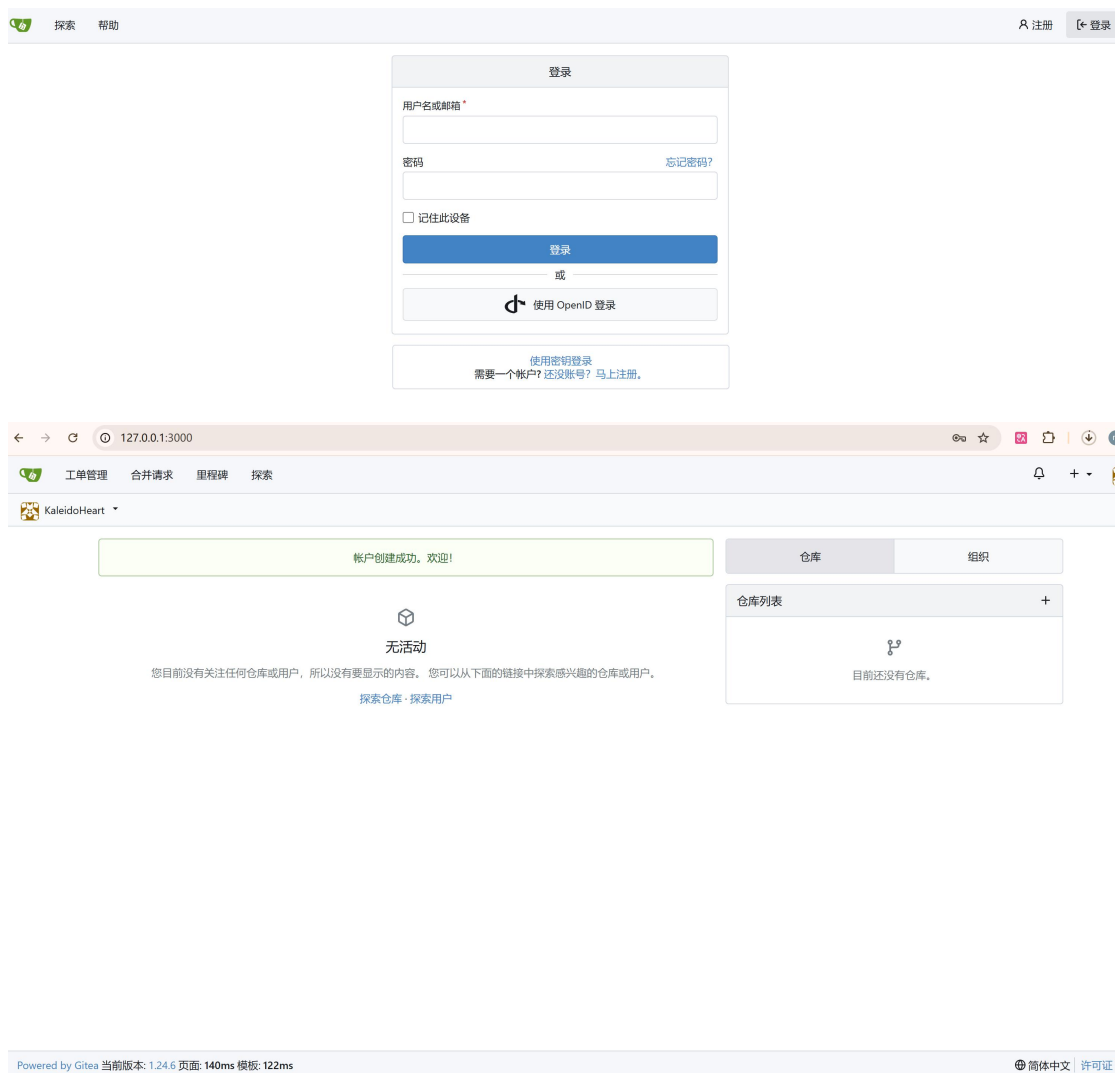 探索 帮助 注册 登录
登录
用户名或邮箱*
密码 忘记密码?
记住此设备
登录
或
使用 OpenID 登录
使用密钥登录
需要一个帐户? 还没账号？马上注册。
127.0.0.1:3000
工单管理 合并请求 里程碑 探索
KaleidoHeart
帐户创建成功。欢迎！
仓库 组织
仓库列表
无活动
您目前没有关注任何仓库或用户，所以没有要显示的内容。 您可以从下面的链接中探索感兴趣的仓库或用户。
探索仓库 · 探索用户
目前还没有仓库。
Powered by Gitea 当前版本: 1.24.6 页面: 140ms 模板: 122ms 简体中文 许可证